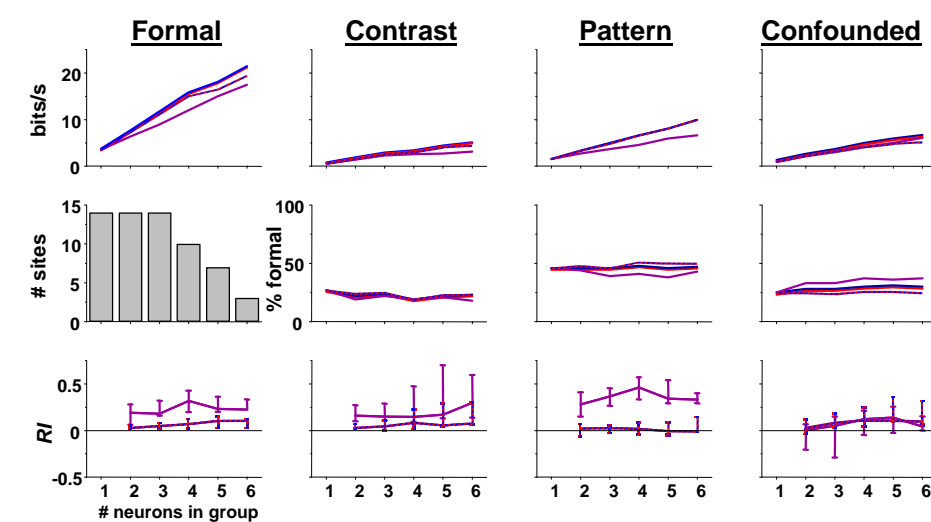 Formal Contrast Pattern Confounded
bits/s
20
10
0
# sites
15
10
5
0
% formal
100
50
0
RI
0.5
0
-0.5
1 2 3 4 5 6
1 2 3 4 5 6
1 2 3 4 5 6
1 2 3 4 5 6
# neurons in group